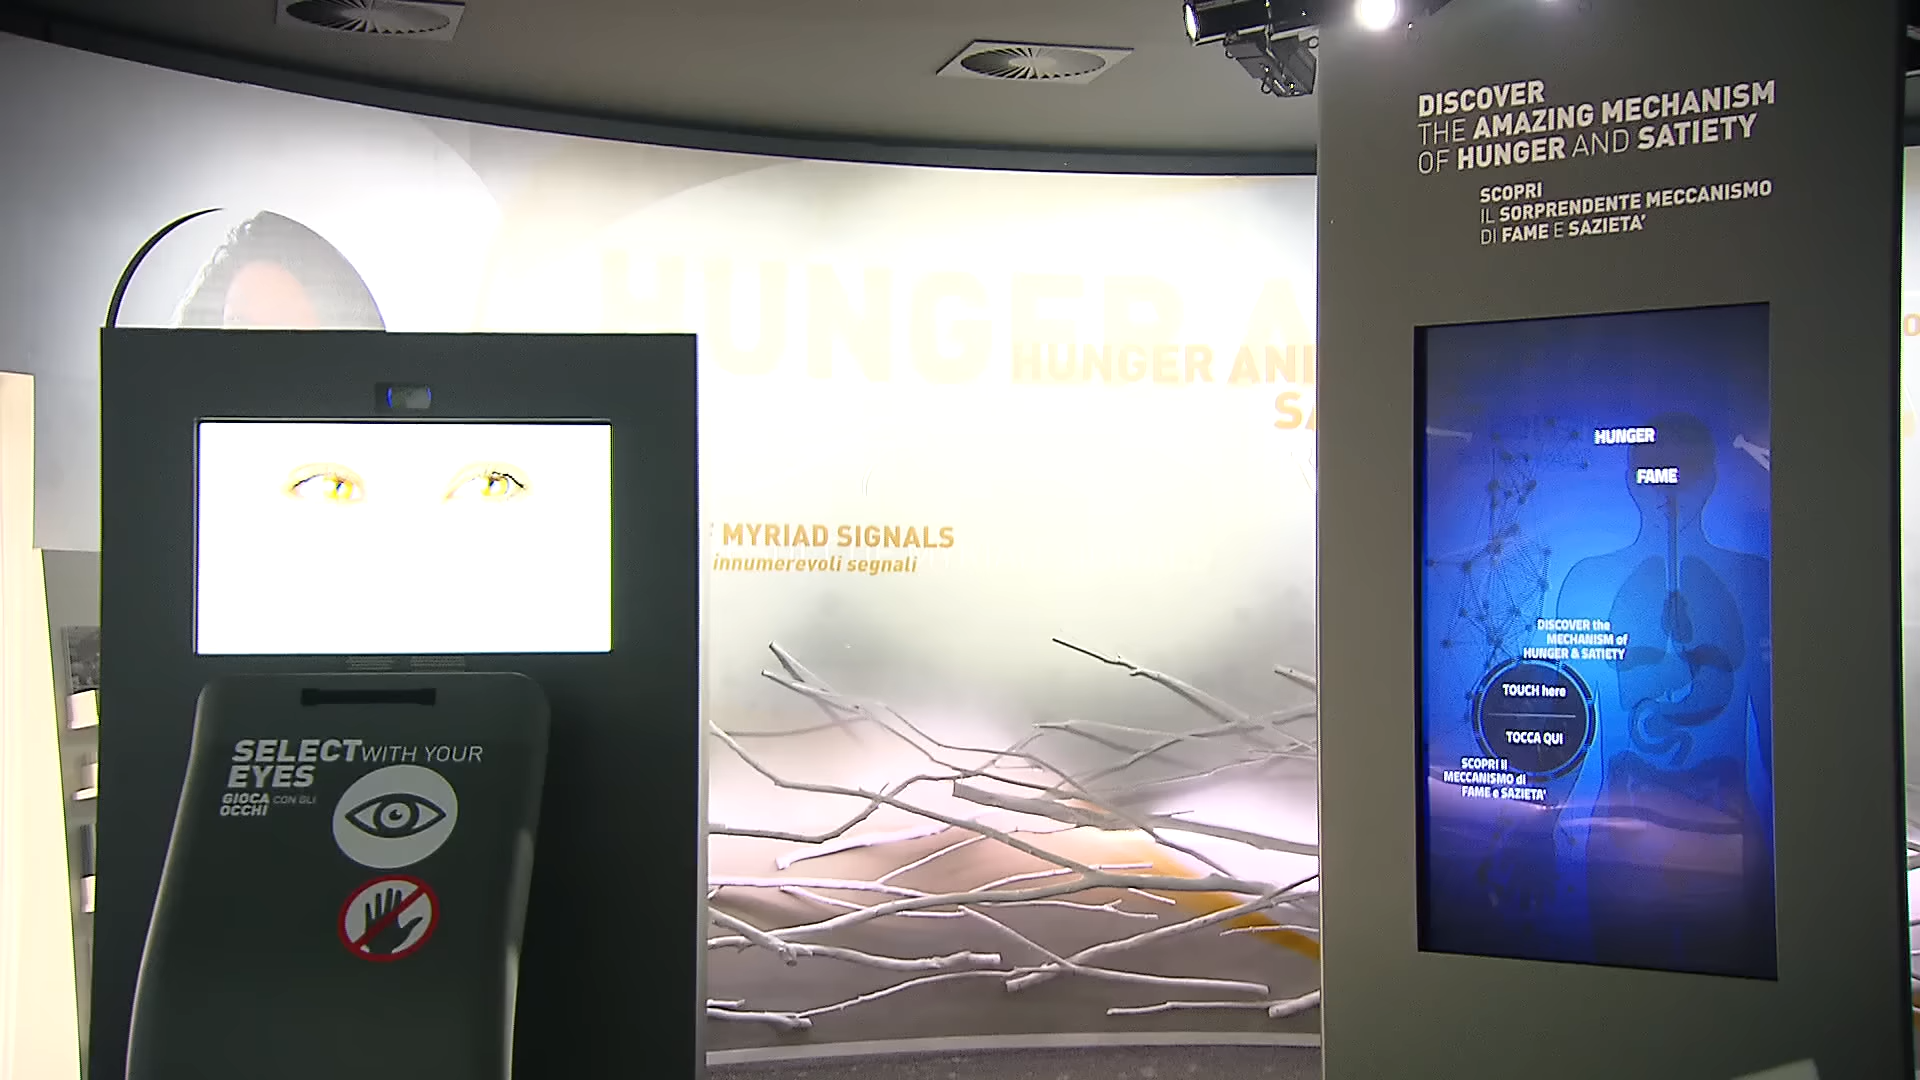 DISCOVER
THE AMAZING MECHANISM
OF HUNGER AND SATIETY
SCOPRI
IL SORPRENDENTE MECCANISMO
DI FAME E SAZIETA'
HUNGER A
HUNGER AN
SA
MYRIAD SIGNALS
innumerevoli segnali
HUNGER
FAME
DISCOVER the
MECHANISM of
HUNGER & SATIETY
TOUCH here
TOCCA QUI
SCOPRI Il
MECCANISMO di
FAME e SAZIETA'
SELECT WITH YOUR
EYES
GIOCA CON GLI
OCCHI